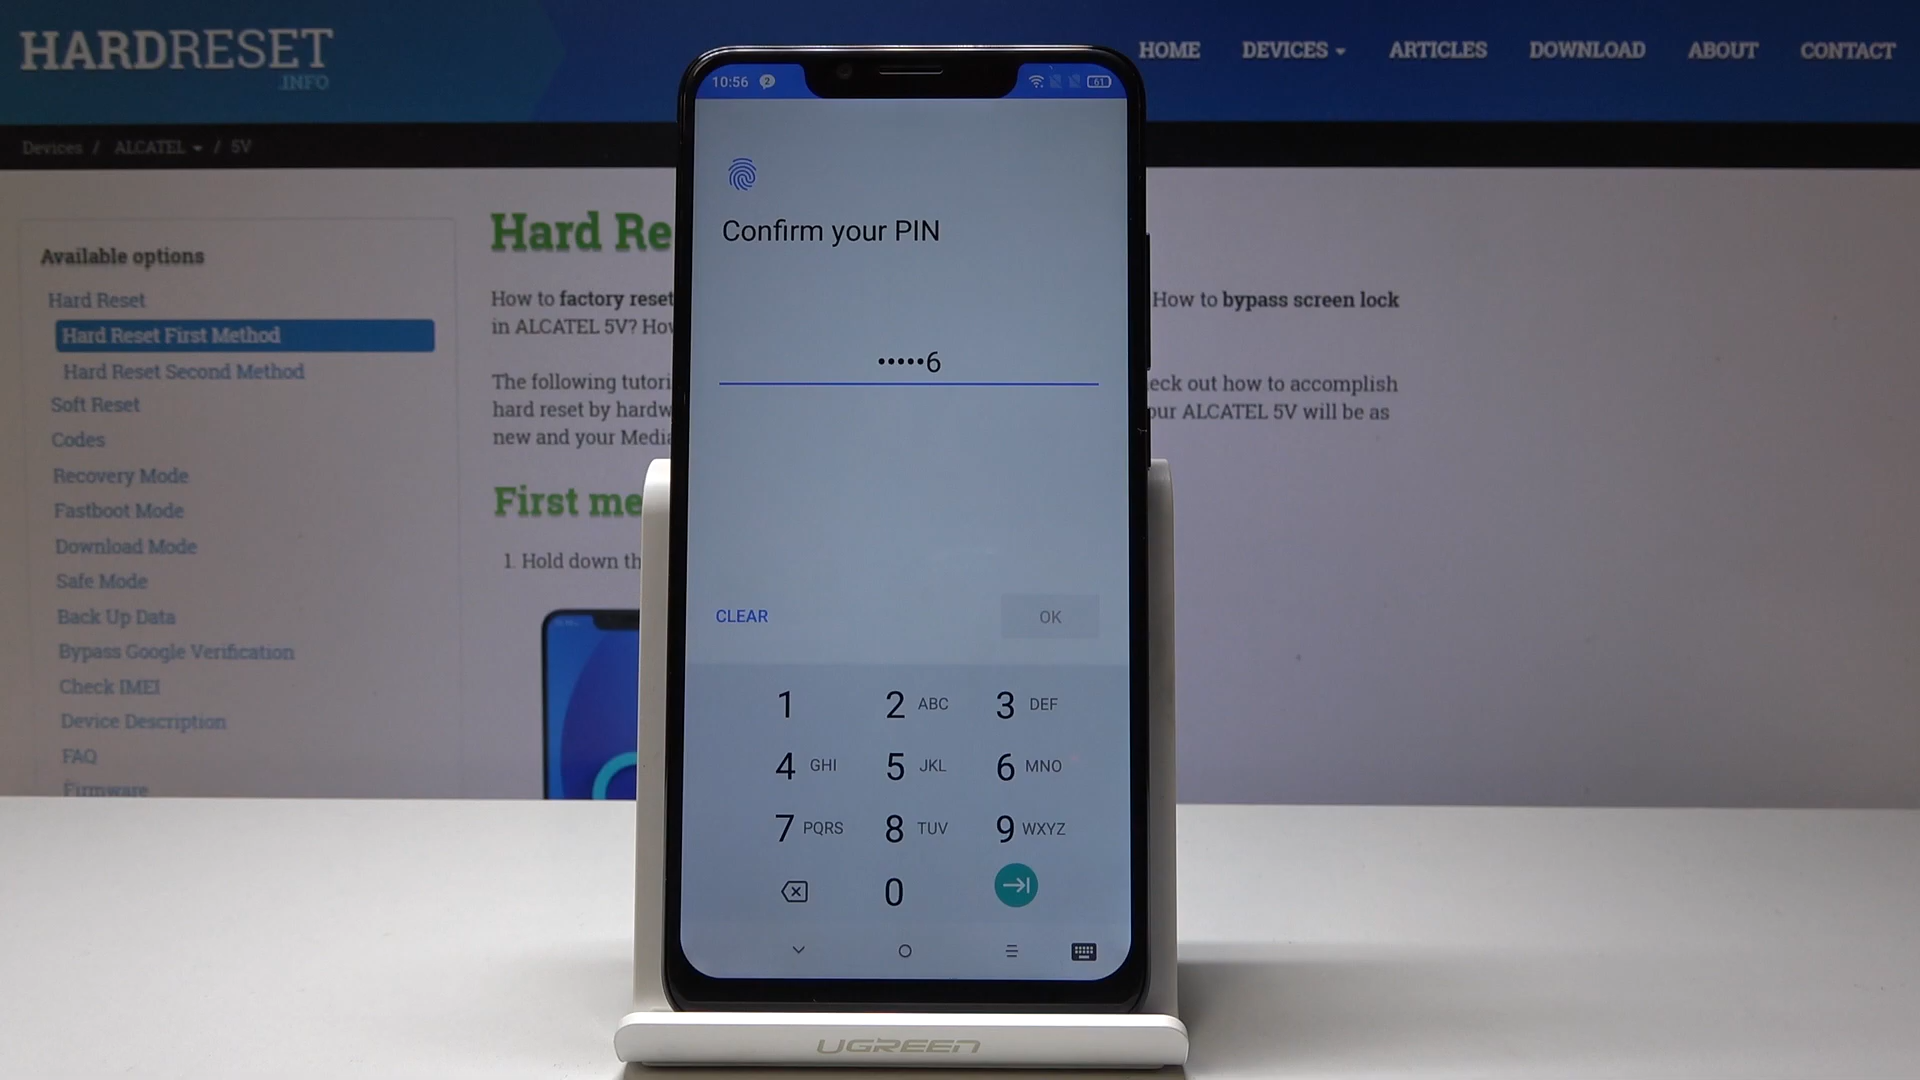 HARDRESET
.INFO
HOME DEVICES ARTICLES DOWNLOAD ABOUT CONTACT
Devices / ALCATEL / 5V
Available options
Hard Reset
Hard Reset First Method
Hard Reset Second Method
Soft Reset
Codes
Recovery Mode
Fastboot Mode
Download Mode
Safe Mode
Back Up Data
Bypass Google Verification
Check IMEI
Device Description
FAQ
Firmware
Hard Re
How to factory reset
How to bypass screen lock
in ALCATEL 5V? How
The following tutori
eck out how to accomplish
hard reset by hardw
our ALCATEL 5V will be as
new and your Media
First me
1. Hold down th
10:56 2 61
Confirm your PIN
•••••6
CLEAR OK
1 2 ABC 3 DEF
4 GHI 5 JKL 6 MNO
7 PQRS 8 TUV 9 WXYZ
0
UGREEN